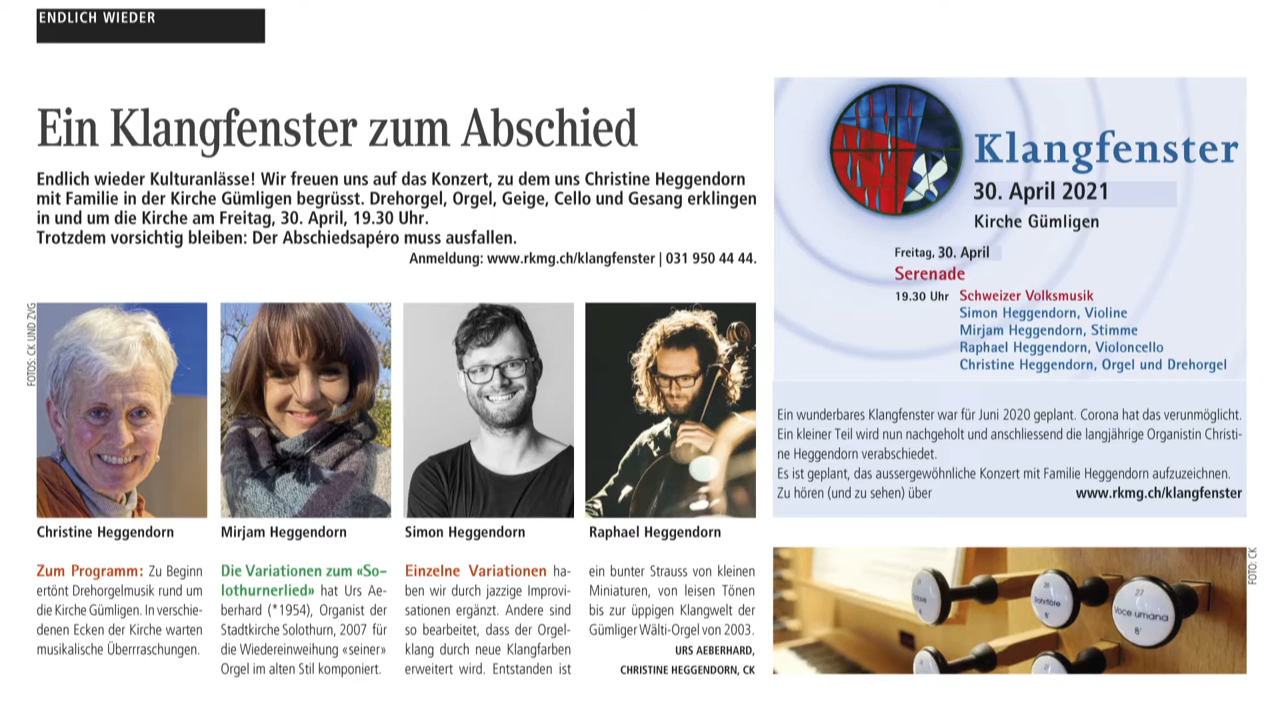 ENDLICH WIEDER
Ein Klangfenster zum Abschied
Endlich wieder Kulturanlässe! Wir freuen uns auf das Konzert, zu dem uns Christine Heggendorn
mit Familie in der Kirche Gümligen begrüsst. Drehorgel, Orgel, Geige, Cello und Gesang erklingen
in und um die Kirche am Freitag, 30. April, 19.30 Uhr.
Trotzdem vorsichtig bleiben: Der Abschiedsapéro muss ausfallen.
Anmeldung: www.rkmg.ch/klangfenster | 031 950 44 44.
FOTOS: CK UND ZVG
Christine Heggendorn
Mirjam Heggendorn
Simon Heggendorn
Raphael Heggendorn
Zum Programm: Zu Beginn
ertönt Drehorgelmusik rund um
die Kirche Gümligen. In verschie-
denen Ecken der Kirche warten
musikalische Überrraschungen.
Die Variationen zum «So-
lothurnerlied» hat Urs Ae-
berhard (*1954), Organist der
Stadtkirche Solothurn, 2007 für
die Wiedereinweihung «seiner»
Orgel im alten Stil komponiert.
Einzelne Variationen ha-
ben wir durch jazzige Improvi-
sationen ergänzt. Andere sind
so bearbeitet, dass der Orgel-
klang durch neue Klangfarben
erweitert wird. Entstanden ist
ein bunter Strauss von kleinen
Miniaturen, von leisen Tönen
bis zur üppigen Klangwelt der
Gümliger Wälti-Orgel von 2003.
URS AEBERHARD,
CHRISTINE HEGGENDORN, CK
Klangfenster
30. April 2021
Kirche Gümligen
Freitag, 30. April
Serenade
19.30 Uhr Schweizer Volksmusik
Simon Heggendorn, Violine
Mirjam Heggendorn, Stimme
Raphael Heggendorn, Violoncello
Christine Heggendorn, Orgel und Drehorgel
Ein wunderbares Klangfenster war für Juni 2020 geplant. Corona hat das verunmöglicht.
Ein kleiner Teil wird nun nachgeholt und anschliessend die langjährige Organistin Christi-
ne Heggendorn verabschiedet.
Es ist geplant, das aussergewöhnliche Konzert mit Familie Heggendorn aufzuzeichnen.
Zu hören (und zu sehen) über www.rkmg.ch/klangfenster
FOTO: CK
27
Voce umana
8'